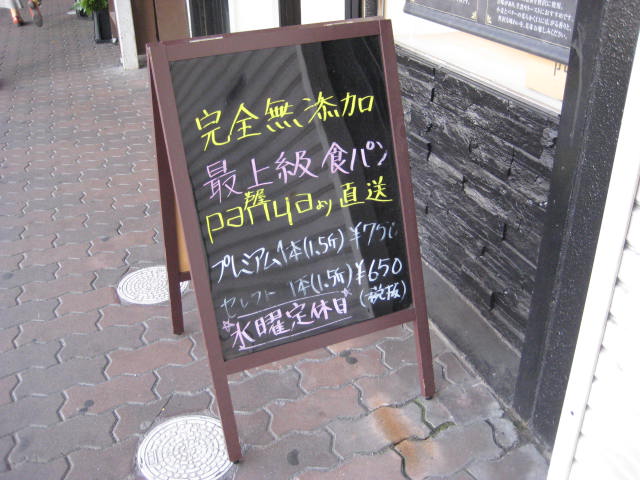 完全無添加
最上級食パン
panyaより直送
プレミアム 1本(1.5斤) ¥750
セレクト 1本(1.5斤) ¥650
(税抜)
*水曜定休日*